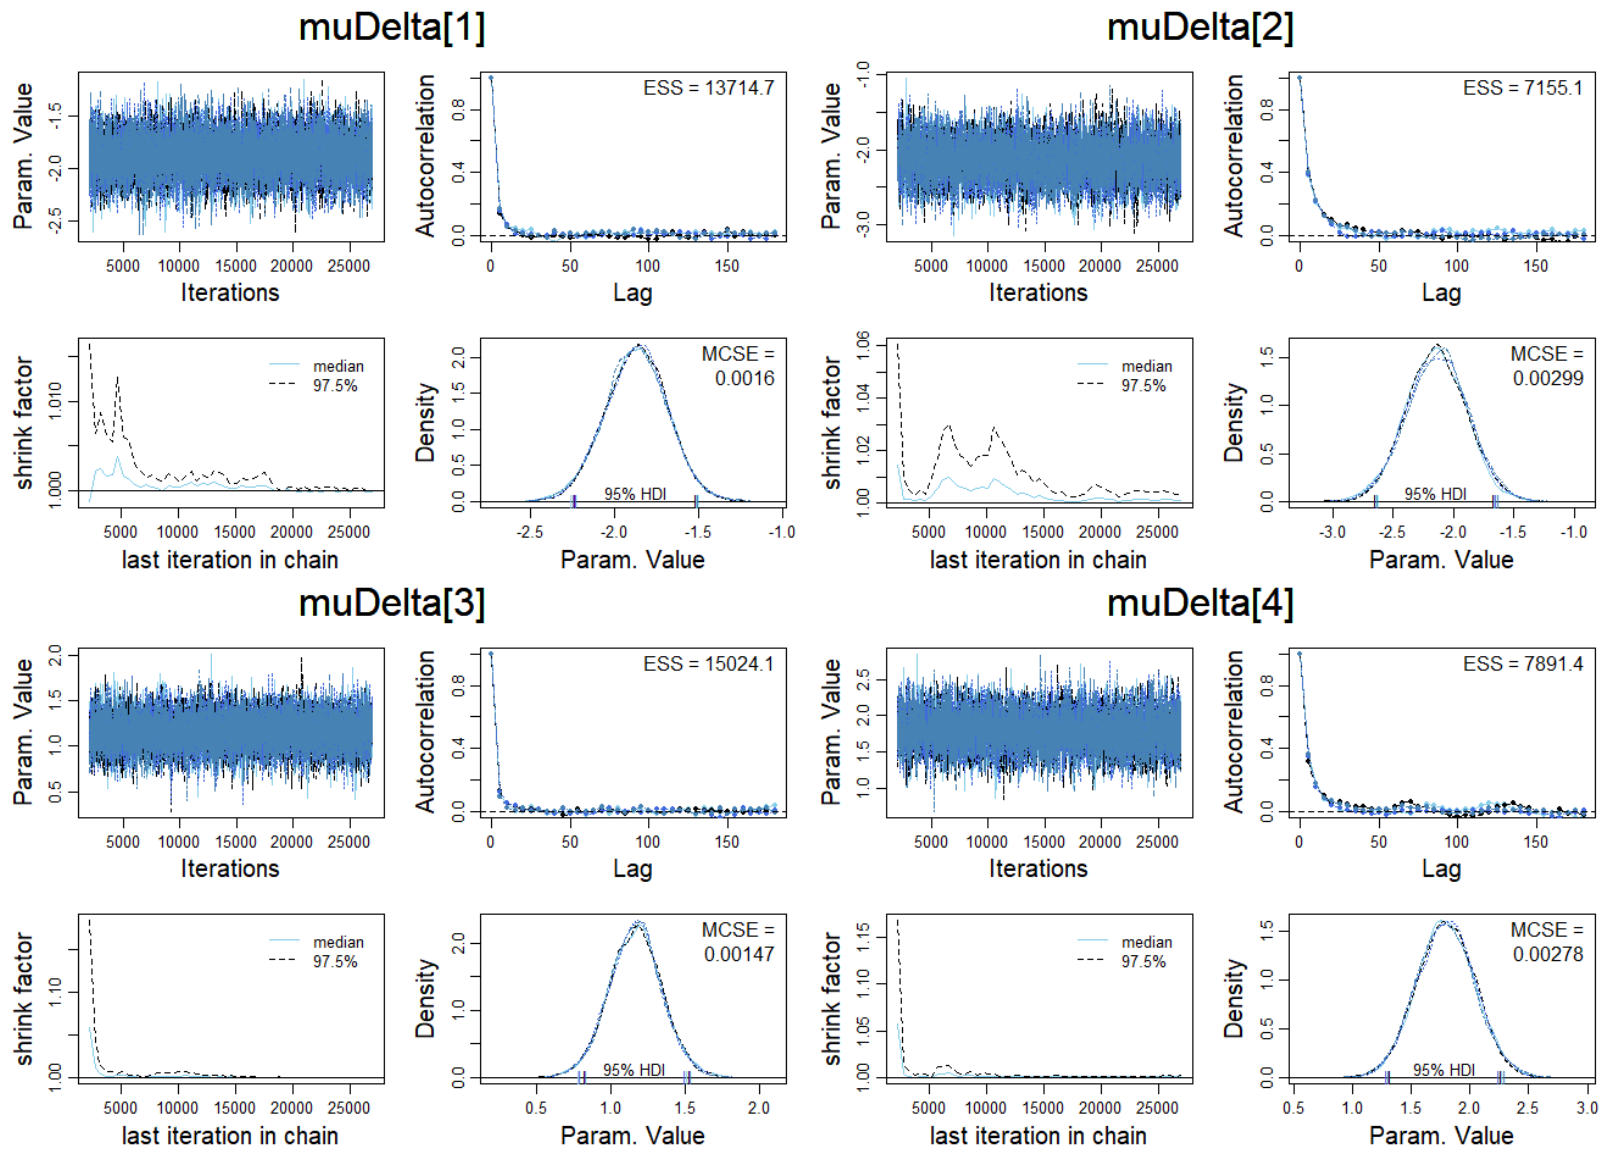 muDelta[1]
Param. Value
-1.5
-2.0
-2.5
5000 10000 15000 20000 25000
Iterations
Autocorrelation
0.8
0.4
0.0
ESS = 13714.7
0 50 100 150
Lag
shrink factor
1.010
1.000
median
97.5%
5000 10000 15000 20000 25000
last iteration in chain
Density
2.0
1.5
1.0
0.5
0.0
MCSE =
0.0016
95% HDI
-2.5 -2.0 -1.5 -1.0
Param. Value
muDelta[2]
Param. Value
-1.0
-2.0
-3.0
5000 10000 15000 20000 25000
Iterations
Autocorrelation
0.8
0.4
0.0
ESS = 7155.1
0 50 100 150
Lag
shrink factor
1.06
1.04
1.02
1.00
median
97.5%
5000 10000 15000 20000 25000
last iteration in chain
Density
1.5
1.0
0.5
0.0
MCSE =
0.00299
95% HDI
-3.0 -2.5 -2.0 -1.5 -1.0
Param. Value
muDelta[3]
Param. Value
2.0
1.5
1.0
0.5
5000 10000 15000 20000 25000
Iterations
Autocorrelation
0.8
0.4
0.0
ESS = 15024.1
0 50 100 150
Lag
shrink factor
1.10
1.00
median
97.5%
5000 10000 15000 20000 25000
last iteration in chain
Density
2.0
1.0
0.0
MCSE =
0.00147
95% HDI
0.5 1.0 1.5 2.0
Param. Value
muDelta[4]
Param. Value
2.5
2.0
1.5
1.0
5000 10000 15000 20000 25000
Iterations
Autocorrelation
0.8
0.4
0.0
ESS = 7891.4
0 50 100 150
Lag
shrink factor
1.15
1.10
1.05
1.00
median
97.5%
5000 10000 15000 20000 25000
last iteration in chain
Density
1.5
1.0
0.5
0.0
MCSE =
0.00278
95% HDI
0.5 1.0 1.5 2.0 2.5 3.0
Param. Value